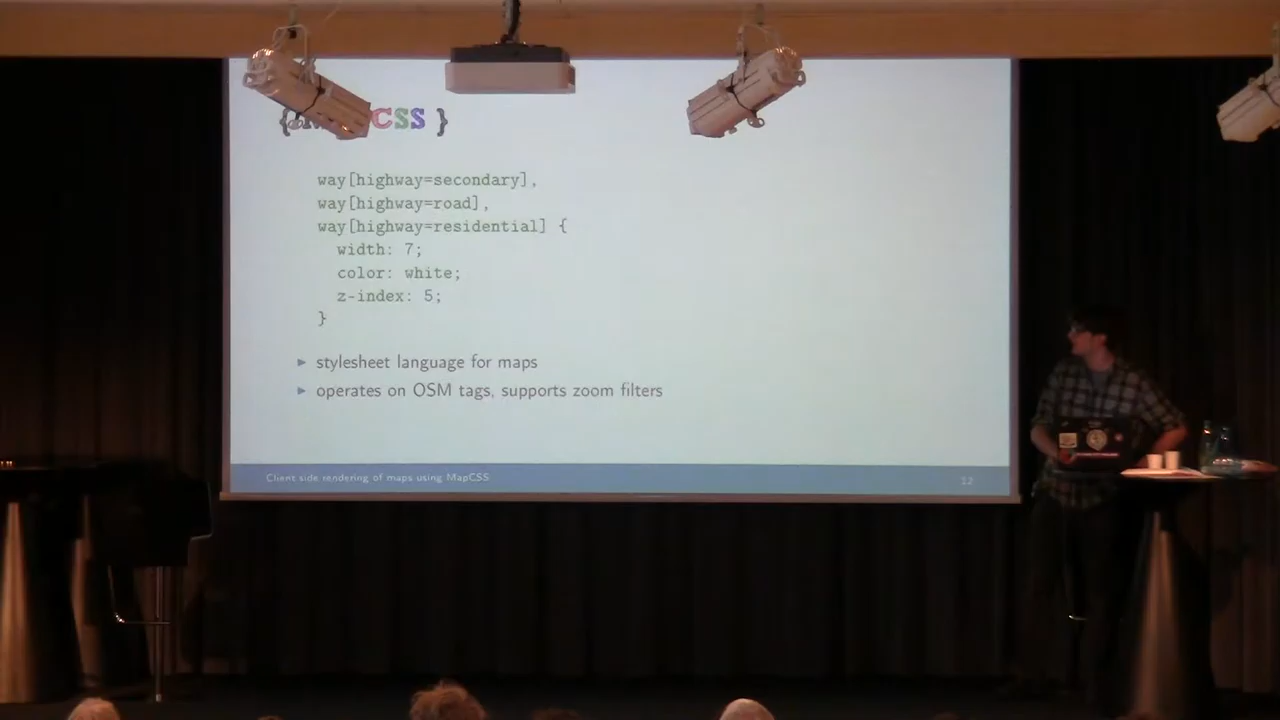 CSS }
way[highway=secondary],
way[highway=road],
way[highway=residential] {
width: 7;
color: white;
z-index: 5;
}
stylesheet language for maps
operates on OSM tags, supports zoom filters
Client side rendering of maps using MapCSS
12